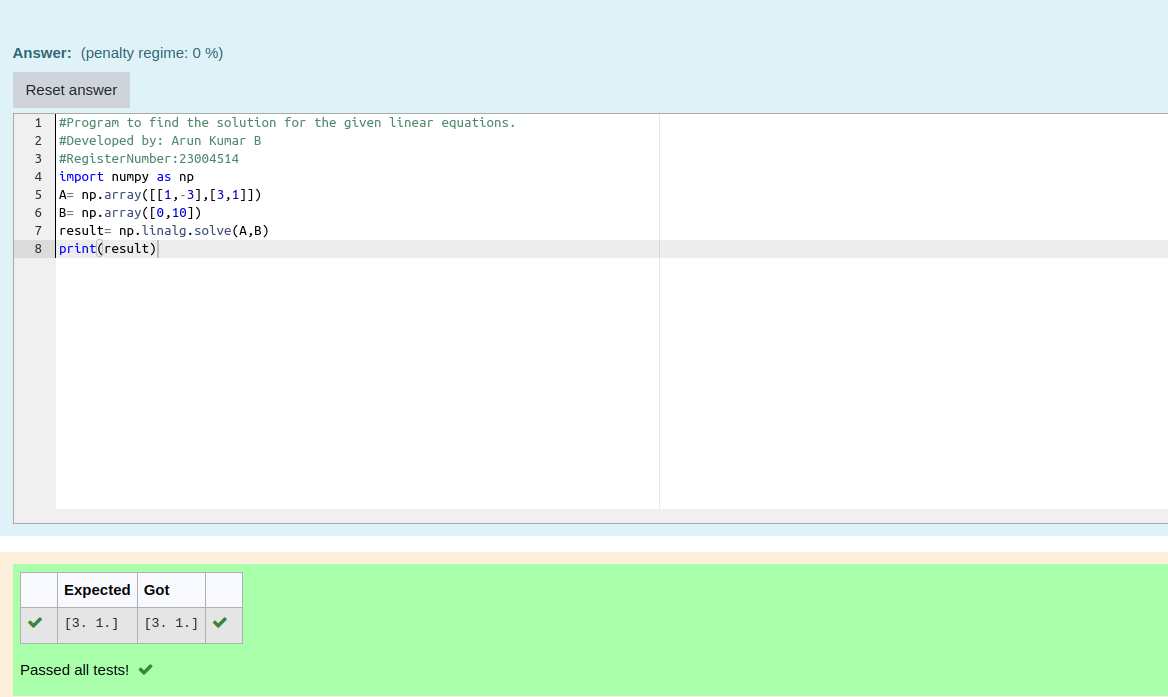 Answer: (penalty regime: 0 %)
Reset answer
1 #Program to find the solution for the given linear equations.
2 #Developed by: Arun Kumar B
3 #RegisterNumber:23004514
4 import numpy as np
5 A= np.array([[1,-3],[3,1]])
6 B= np.array([0,10])
7 result= np.linalg.solve(A,B)
8 print(result)
Expected Got
[3. 1.] [3. 1.]
Passed all tests!